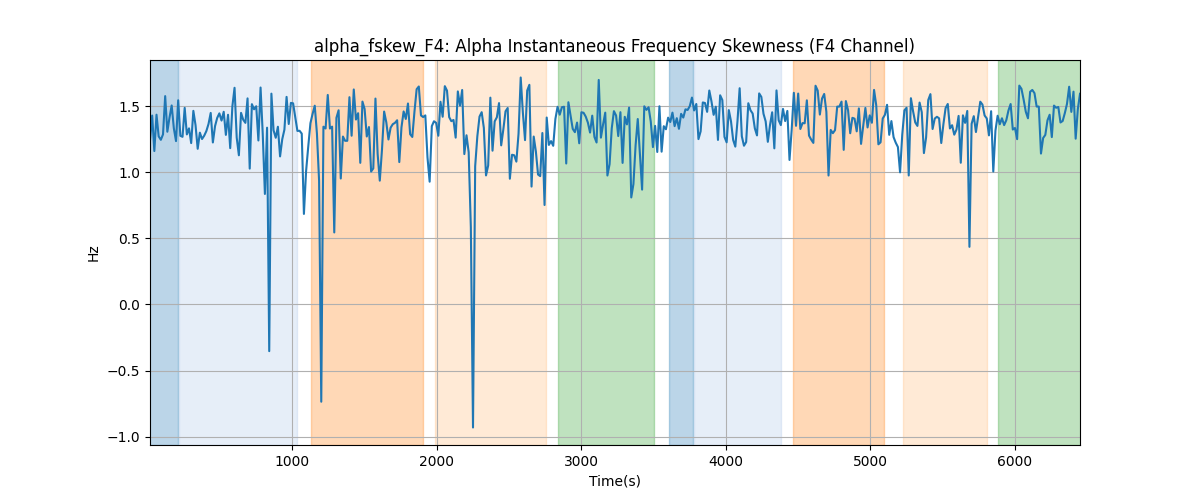 alpha_fskew_F4: Alpha Instantaneous Frequency Skewness (F4 Channel)
Hz
1.5
1.0
0.5
0.0
−0.5
−1.0
1000 2000 3000 4000 5000 6000
Time(s)